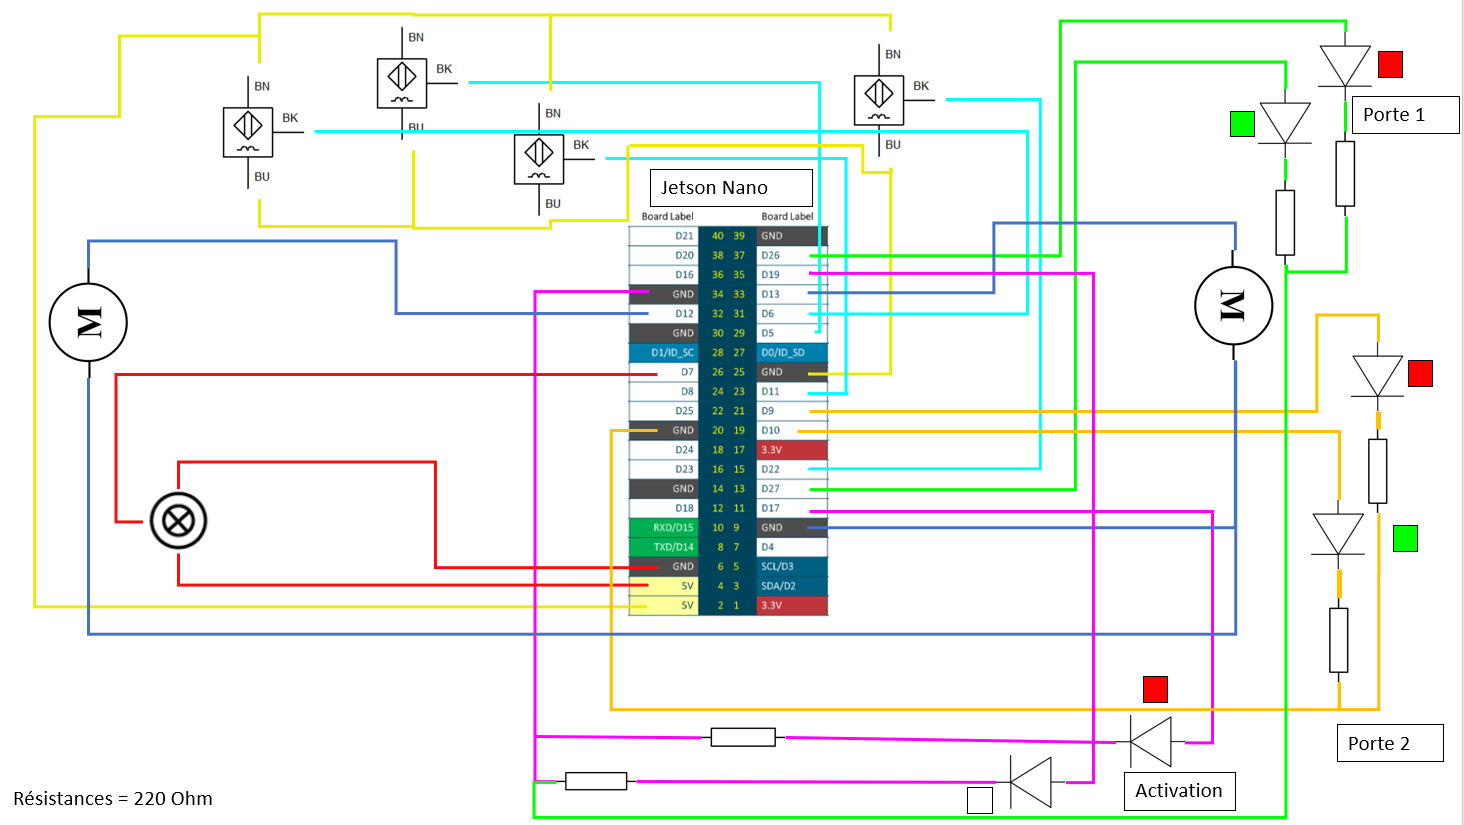 BN
BK
BU
BN
BK
BU
BN
BK
BU
BN
BK
BU
Porte 1
Jetson Nano
Board Label Board Label
D21 40 39 GND
D20 38 37 D26
D16 36 35 D19
GND 34 33 D13
D12 32 31 D6
GND 30 29 D5
D1/ID_SC 28 27 D0/ID_SD
D7 26 25 GND
D8 24 23 D11
D25 22 21 D9
GND 20 19 D10
D24 18 17 3.3V
D23 16 15 D22
GND 14 13 D27
D18 12 11 D17
RXD/D15 10 9 GND
TXD/D14 8 7 D4
GND 6 5 SCL/D3
5V 4 3 SDA/D2
5V 2 1 3.3V
M
M
Porte 2
Activation
Résistances = 220 Ohm